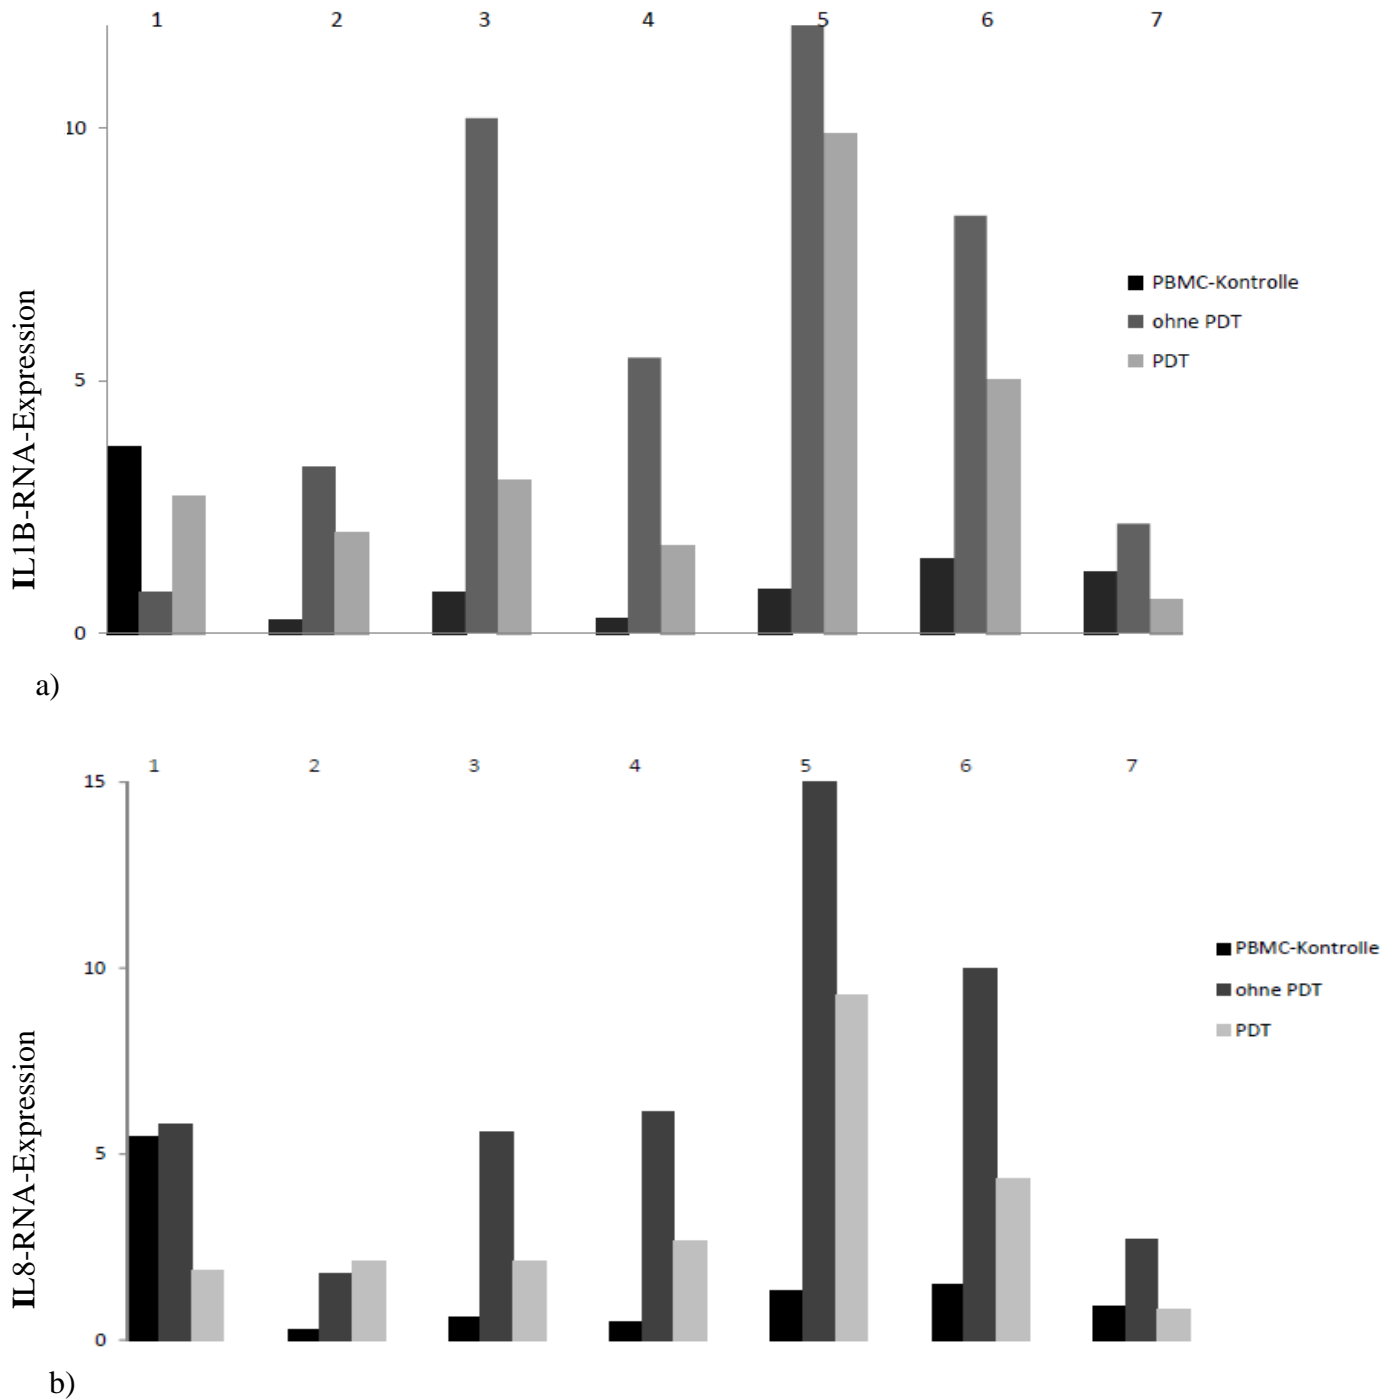 1 2 3 4 5 6 7
10
5
0
IL1B-RNA-Expression
PBMC-Kontrolle
ohne PDT
PDT
a)
1 2 3 4 5 6 7
15
10
5
0
IL8-RNA-Expression
PBMC-Kontrolle
ohne PDT
PDT
b)